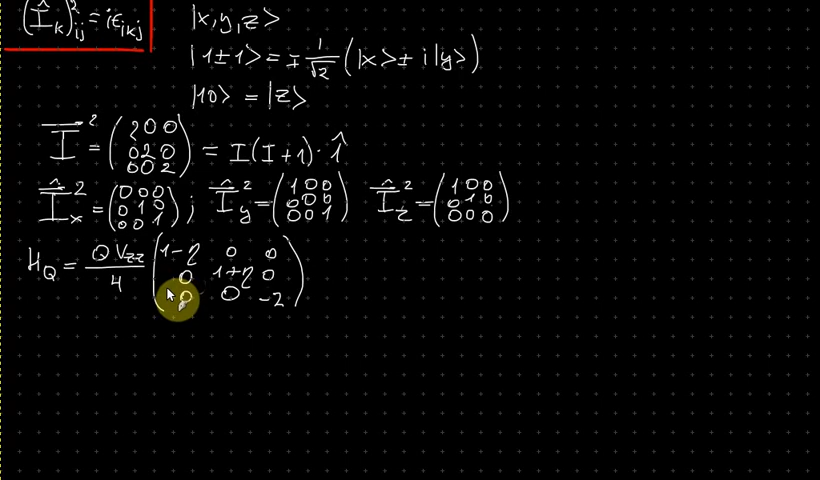 (Î_k)²_ij = iε_ikj
|x,y,z>
|1±1> = ∓ 1/√2 (|x> ± i|y>)
|10> = |z>
I² = (2 0 0; 0 2 0; 0 0 2) = I(I+1)·1̂
Î_x² = (0 0 0; 0 1 0; 0 0 1); Î_y² = (1 0 0; 0 0 0; 0 0 1) Î_z² = (1 0 0; 0 1 0; 0 0 0)
H_Q = Q V_zz / 4 (1-η 0 0; 0 1+η 0; 0 0 -2)